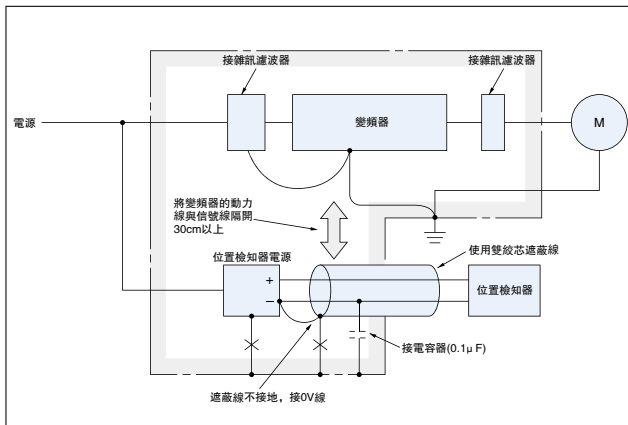 接雜訊濾波器
接雜訊濾波器
電源
變頻器
M
將變頻器的動力
線與信號線隔開
30cm以上
使用雙絞芯遮蔽線
位置檢知器電源
+
−
位置檢知器
接電容器(0.1μ F)
遮蔽線不接地，接0V線